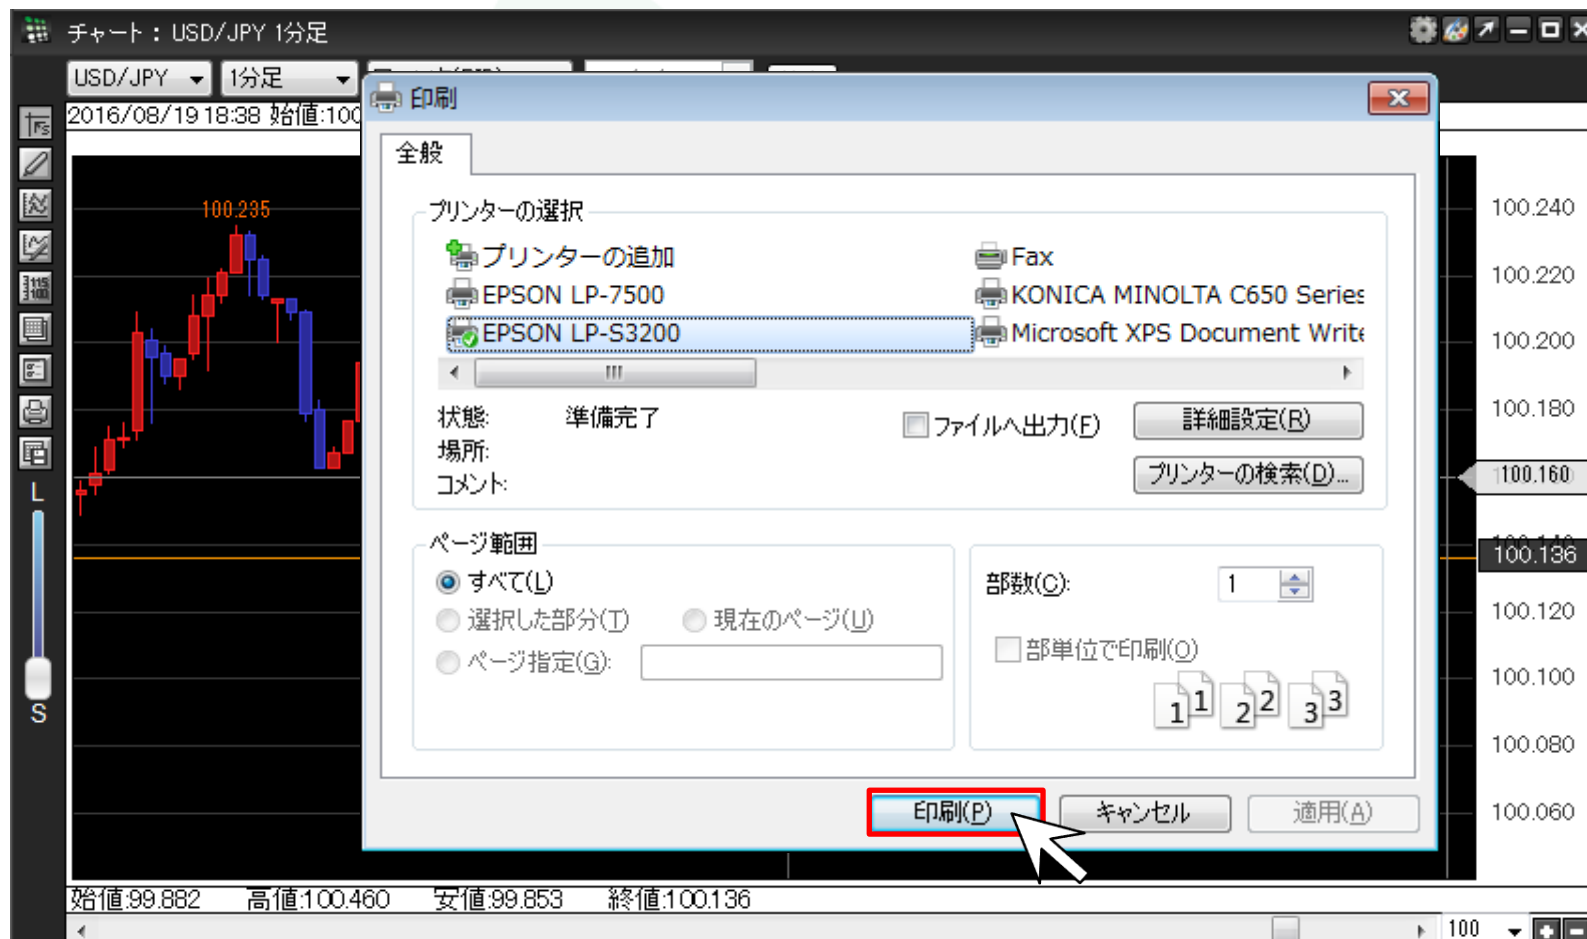 チャート： USD/JPY 1分足
USD/JPY
1分足
2016/08/19 18:38 始値:100
印刷
全般
100.235
プリンターの選択
プリンターの追加
Fax
EPSON LP-7500
KONICA MINOLTA C650 Series
EPSON LP-S3200
Microsoft XPS Document Write
状態:
準備完了
ファイルへ出力(F)
詳細設定(R)
場所:
プリンターの検索(D)...
コメント:
ページ範囲
すべて(L)
選択した部分(T)
現在のページ(U)
ページ指定(G):
部数(C):
1
部単位で印刷(O)
1 1 2 2 3 3
印刷(P)
キャンセル
適用(A)
100.240
100.220
100.200
100.180
100.160
100.136
100.120
100.100
100.080
100.060
L
S
始値:99.882 高値:100.460 安値:99.853 終値:100.136
100